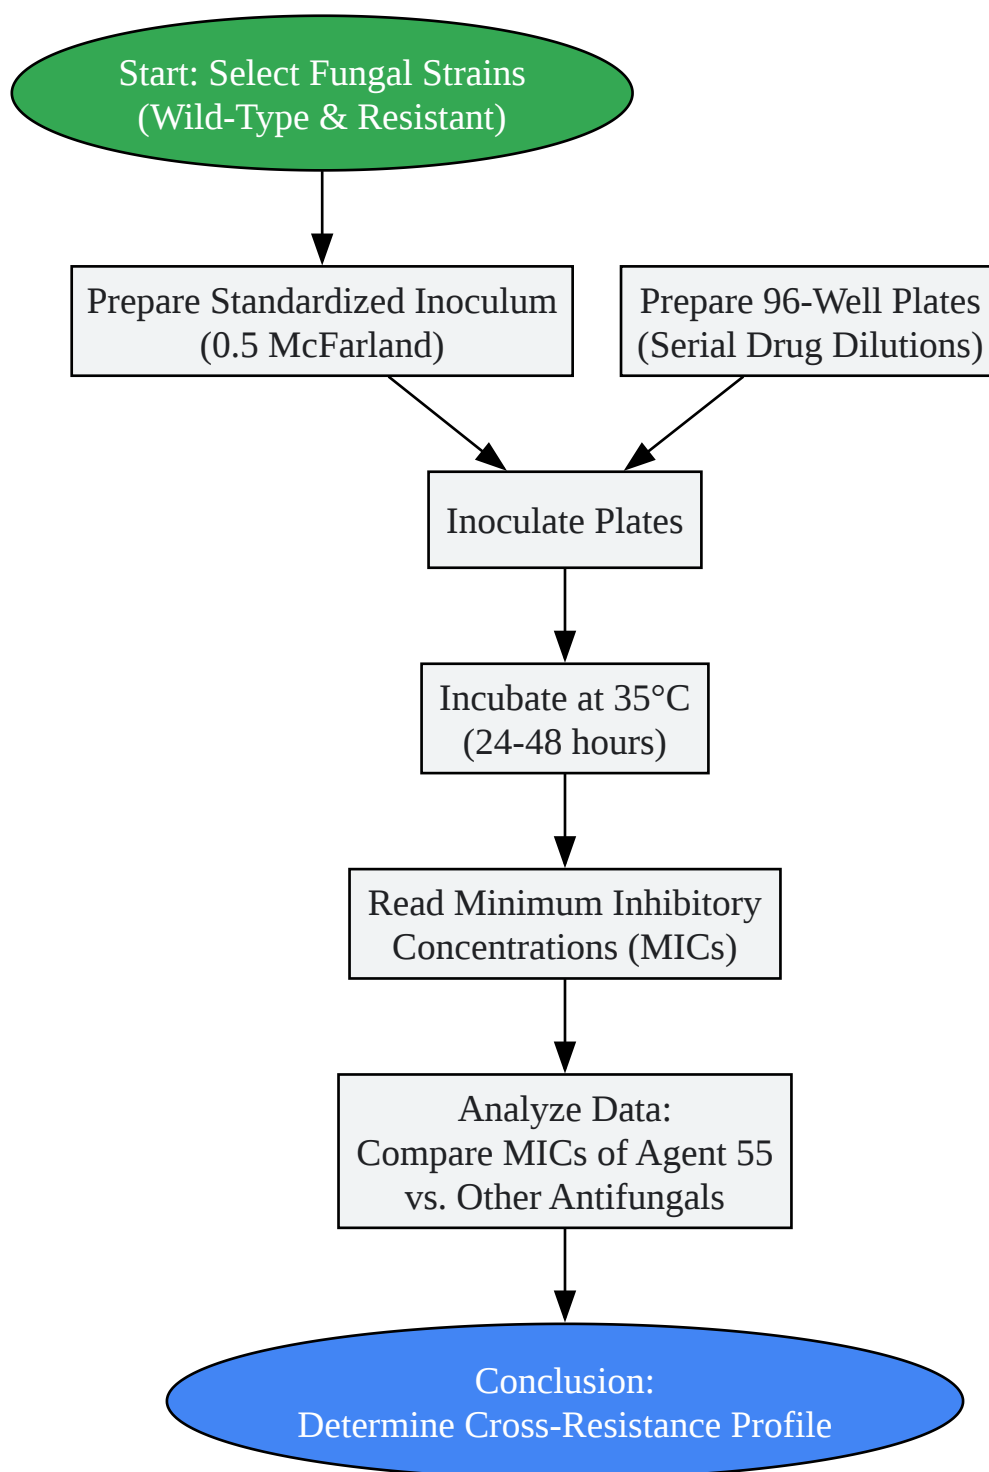 Start: Select Fungal Strains
(Wild-Type & Resistant)
Prepare Standardized Inoculum
(0.5 McFarland)
Prepare 96-Well Plates
(Serial Drug Dilutions)
Inoculate Plates
Incubate at 35°C
(24-48 hours)
Read Minimum Inhibitory
Concentrations (MICs)
Analyze Data:
Compare MICs of Agent 55
vs. Other Antifungals
Conclusion:
Determine Cross-Resistance Profile